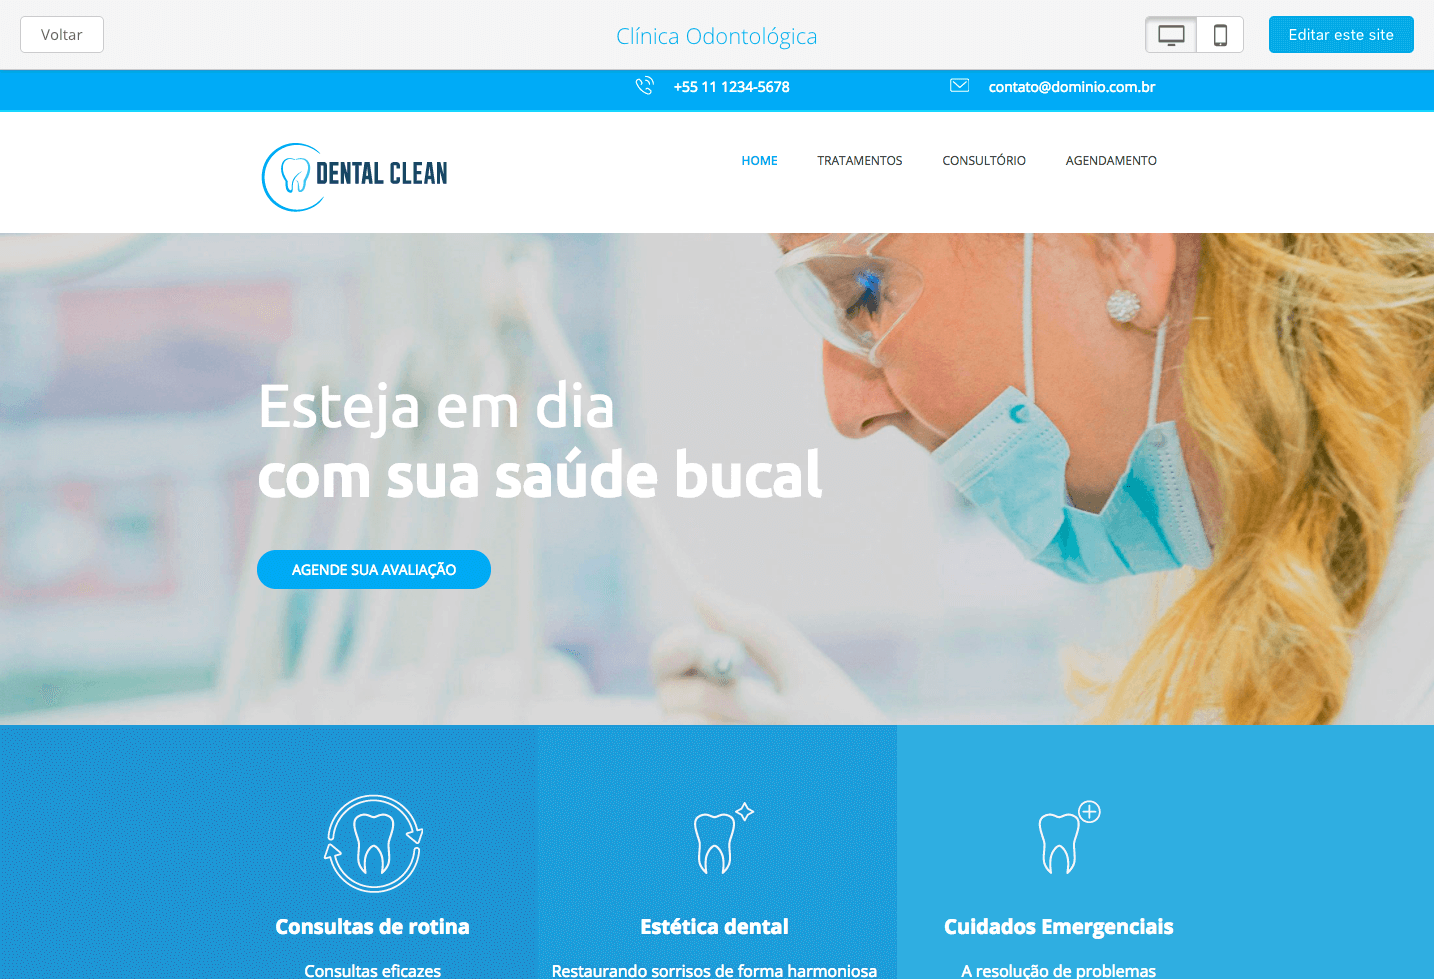 Voltar
Clínica Odontológica
Editar este site
+55 11 1234-5678
contato@dominio.com.br
DENTAL CLEAN
HOME
TRATAMENTOS
CONSULTÓRIO
AGENDAMENTO
Esteja em dia
com sua saúde bucal
AGENDE SUA AVALIAÇÃO
Consultas de rotina
Consultas eficazes
Estética dental
Restaurando sorrisos de forma harmoniosa
Cuidados Emergenciais
A resolução de problemas